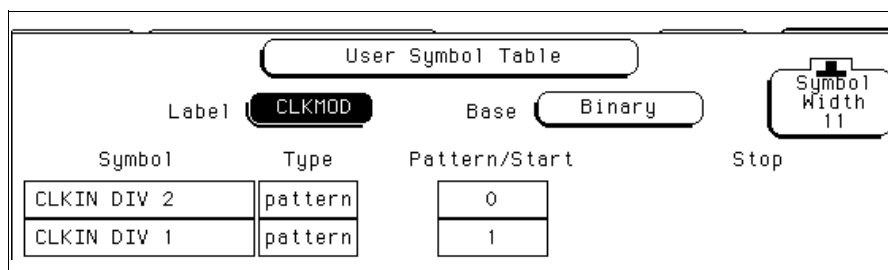 User Symbol Table
Label CLKMOD Base Binary
Symbol Width 11
Symbol Type Pattern/Start Stop
CLKIN DIV 2 pattern 0
CLKIN DIV 1 pattern 1